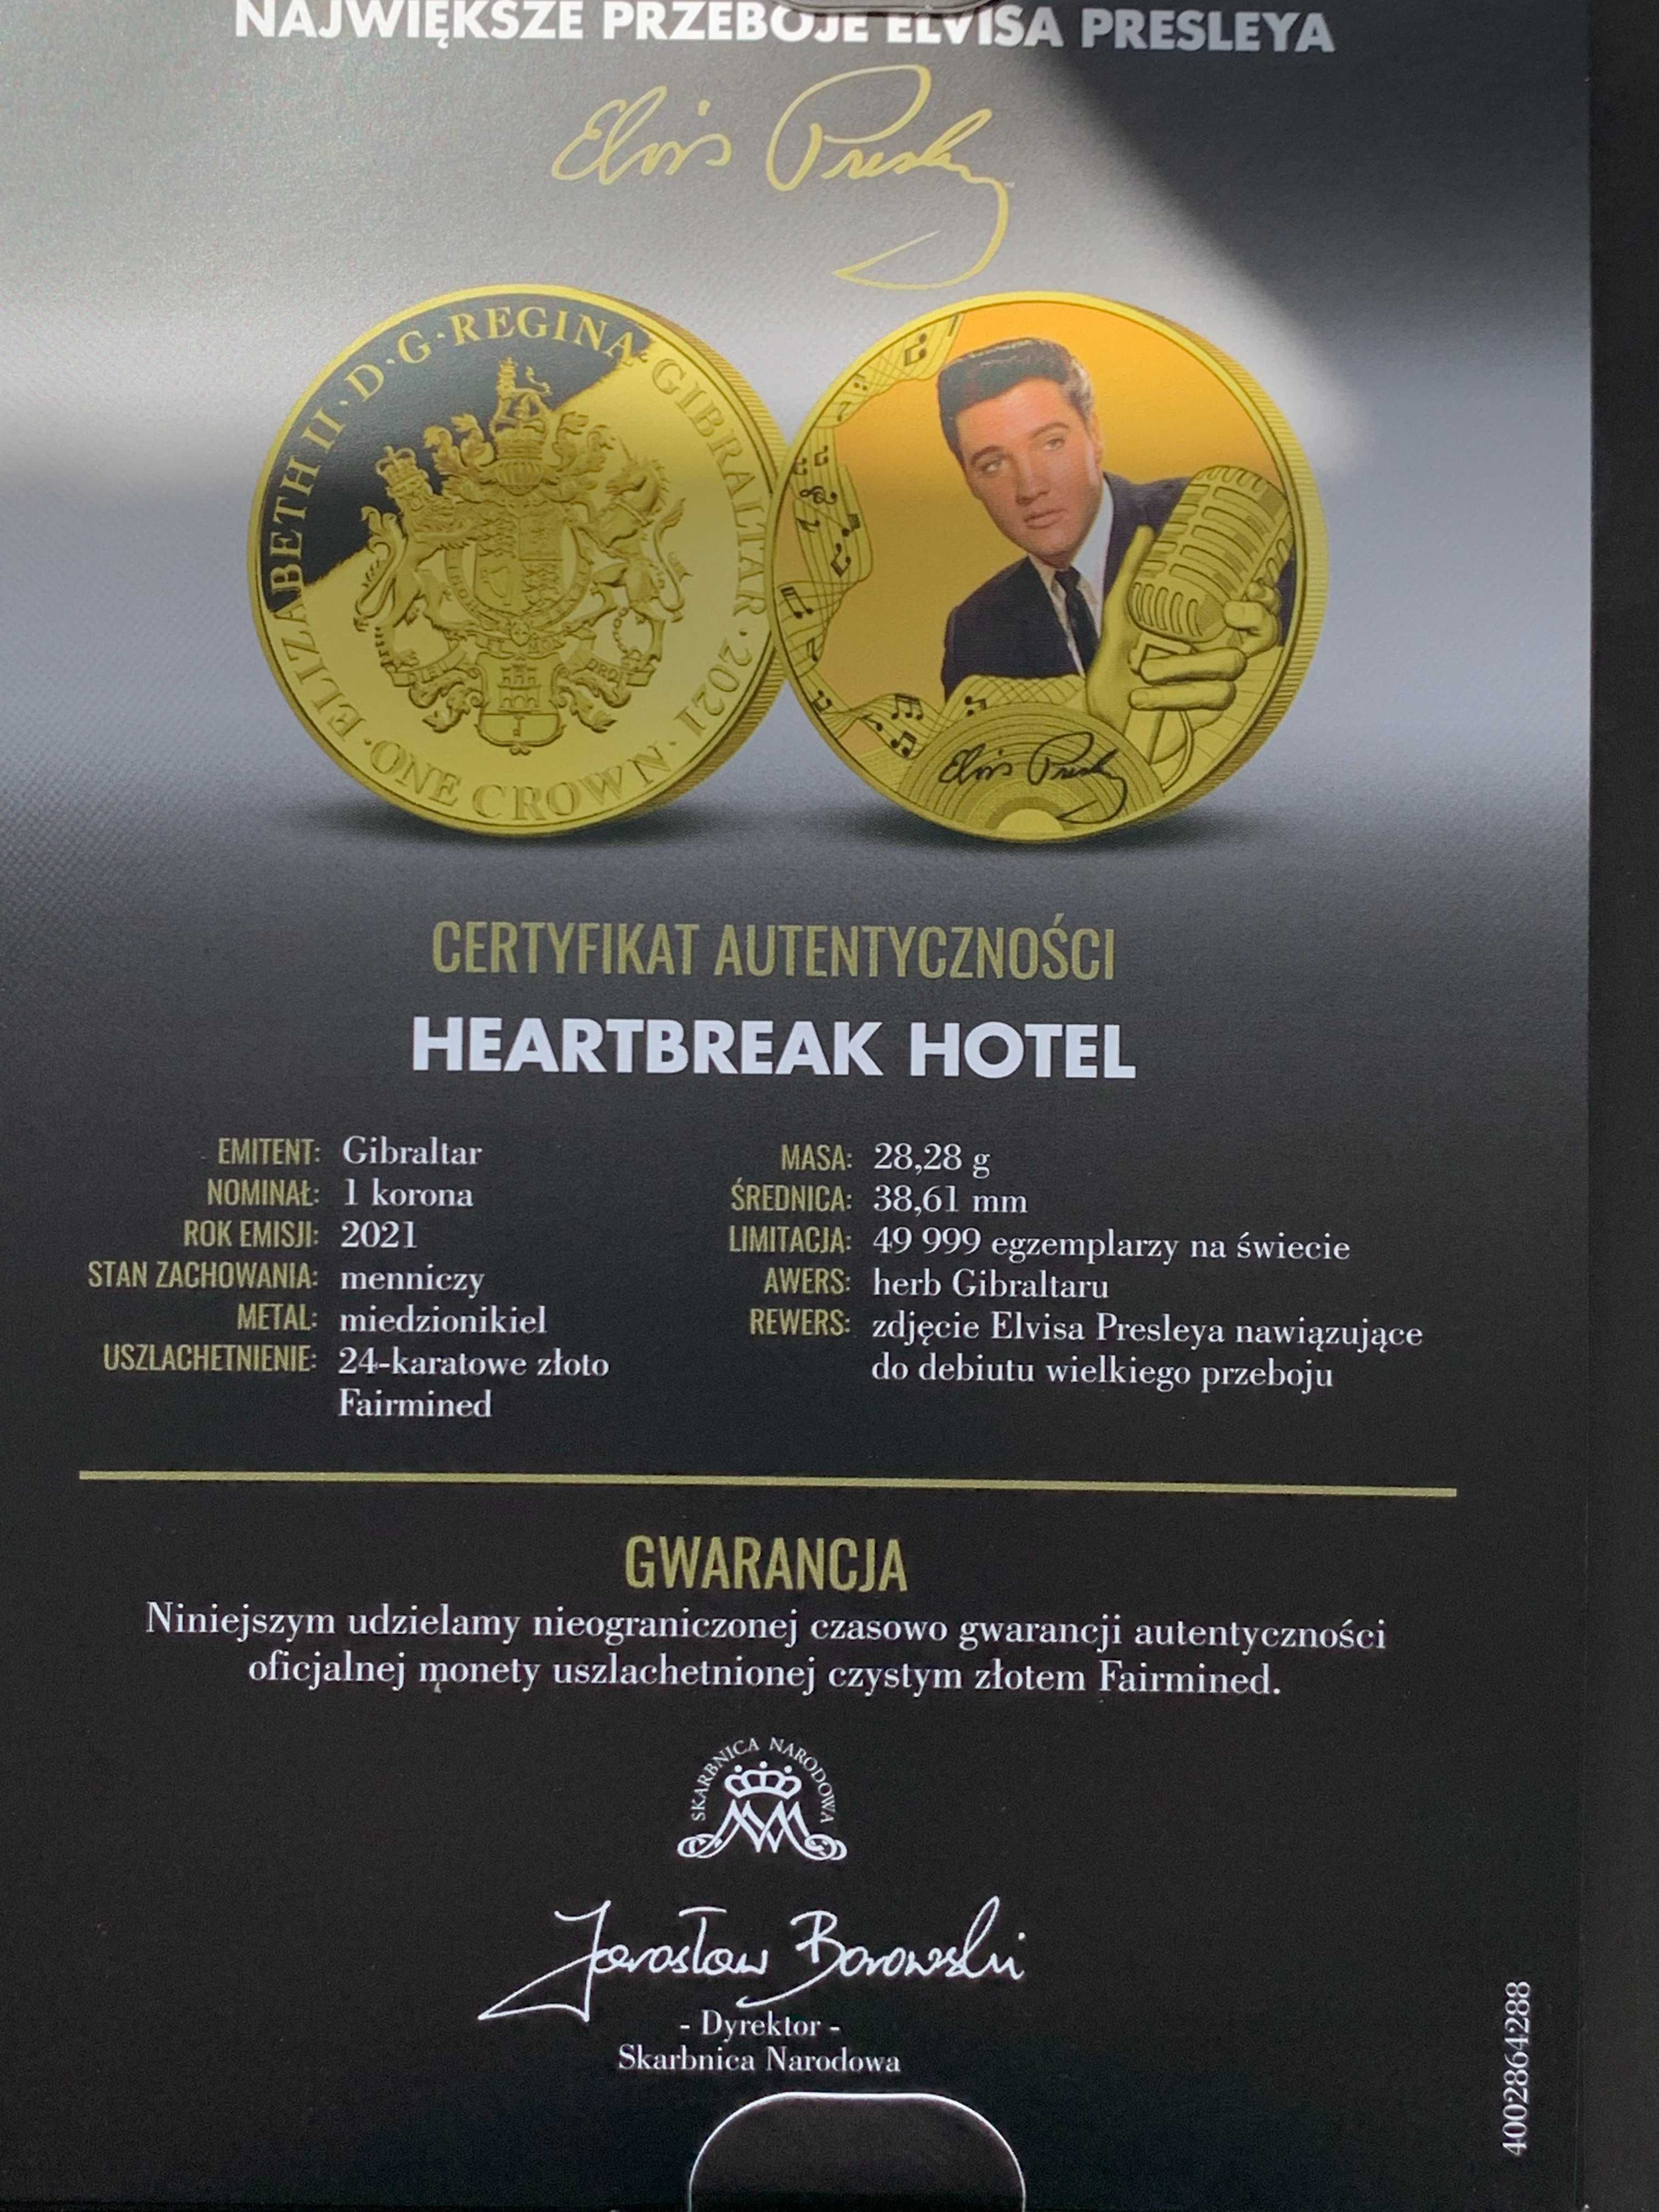 NAJWIĘKSZE PRZEBOJE ELVISA PRESLEYA
Elvis Presley
ELIZABETH II · D · G · REGINA · GIBRALTAR · 2021 · ONE CROWN ·
Elvis Presley
CERTYFIKAT AUTENTYCZNOŚCI
HEARTBREAK HOTEL
EMITENT: Gibraltar
NOMINAŁ: 1 korona
ROK EMISJI: 2021
STAN ZACHOWANIA: menniczy
METAL: miedzionikiel
USZLACHETNIENIE: 24-karatowe złoto
Fairmined
MASA: 28,28 g
ŚREDNICA: 38,61 mm
LIMITACJA: 49 999 egzemplarzy na świecie
AWERS: herb Gibraltaru
REWERS: zdjęcie Elvisa Presleya nawiązujące
do debiutu wielkiego przeboju
GWARANCJA
Niniejszym udzielamy nieograniczonej czasowo gwarancji autentyczności
oficjalnej monety uszlachetnionej czystym złotem Fairmined.
SKARBNICA NARODOWA
Jarosław Borowski
- Dyrektor -
Skarbnica Narodowa
4002864288